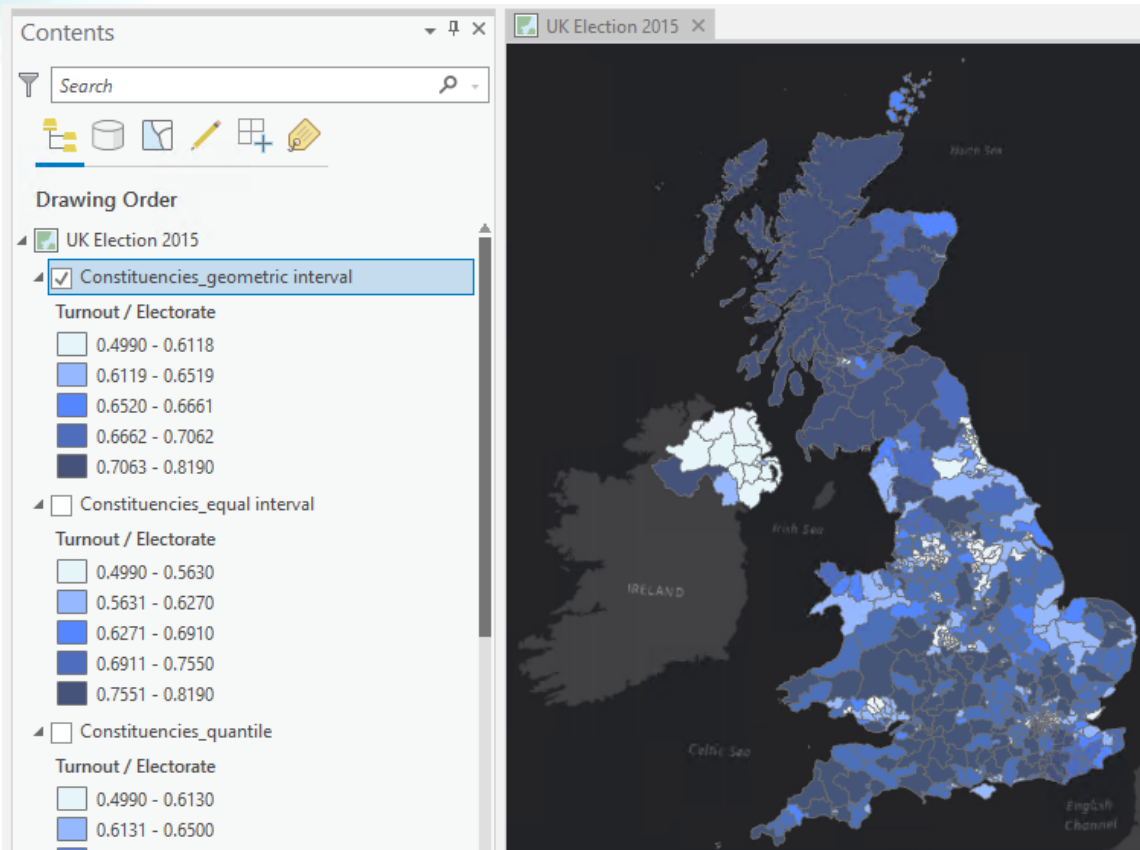 Contents
UK Election 2015
Search
Drawing Order
UK Election 2015
Constituencies_geometric interval
Turnout / Electorate
0.4990 - 0.6118
0.6119 - 0.6519
0.6520 - 0.6661
0.6662 - 0.7062
0.7063 - 0.8190
Constituencies_equal interval
Turnout / Electorate
0.4990 - 0.5630
0.5631 - 0.6270
0.6271 - 0.6910
0.6911 - 0.7550
0.7551 - 0.8190
Constituencies_quantile
Turnout / Electorate
0.4990 - 0.6130
0.6131 - 0.6500
North Sea
Irish Sea
IRELAND
Celtic Sea
English
Channel